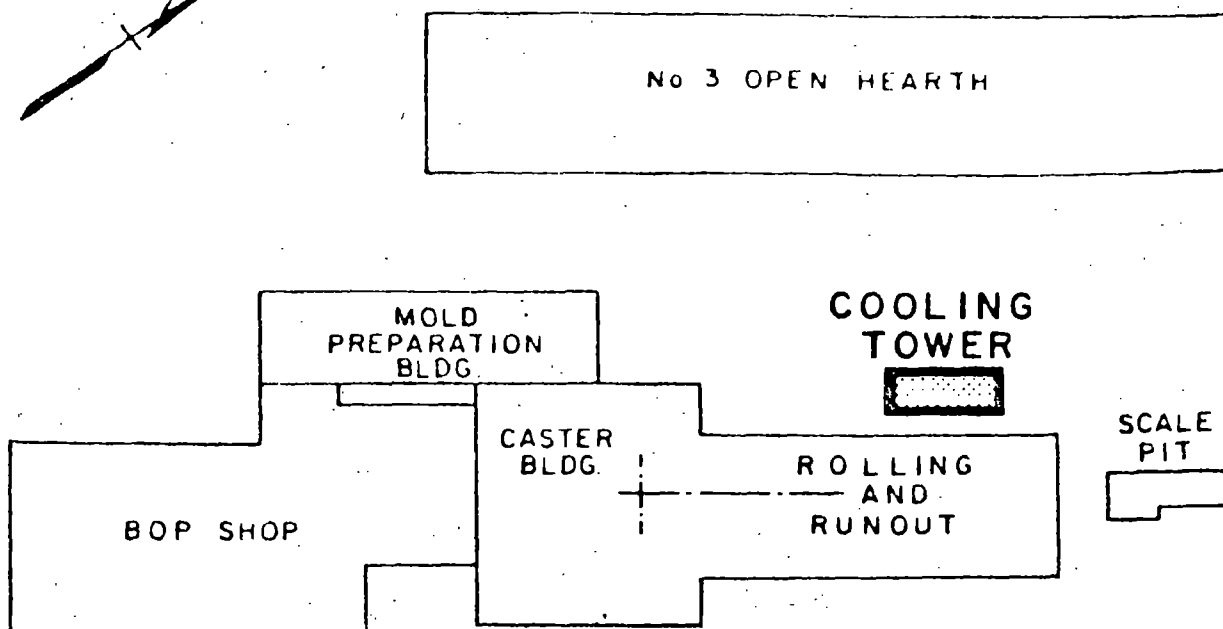 No 3 OPEN HEARTH
MOLD
PREPARATION
BLDG.
COOLING
TOWER
CASTER
BLDG.
SCALE
PIT
ROLLING
AND
RUNOUT
BOP SHOP